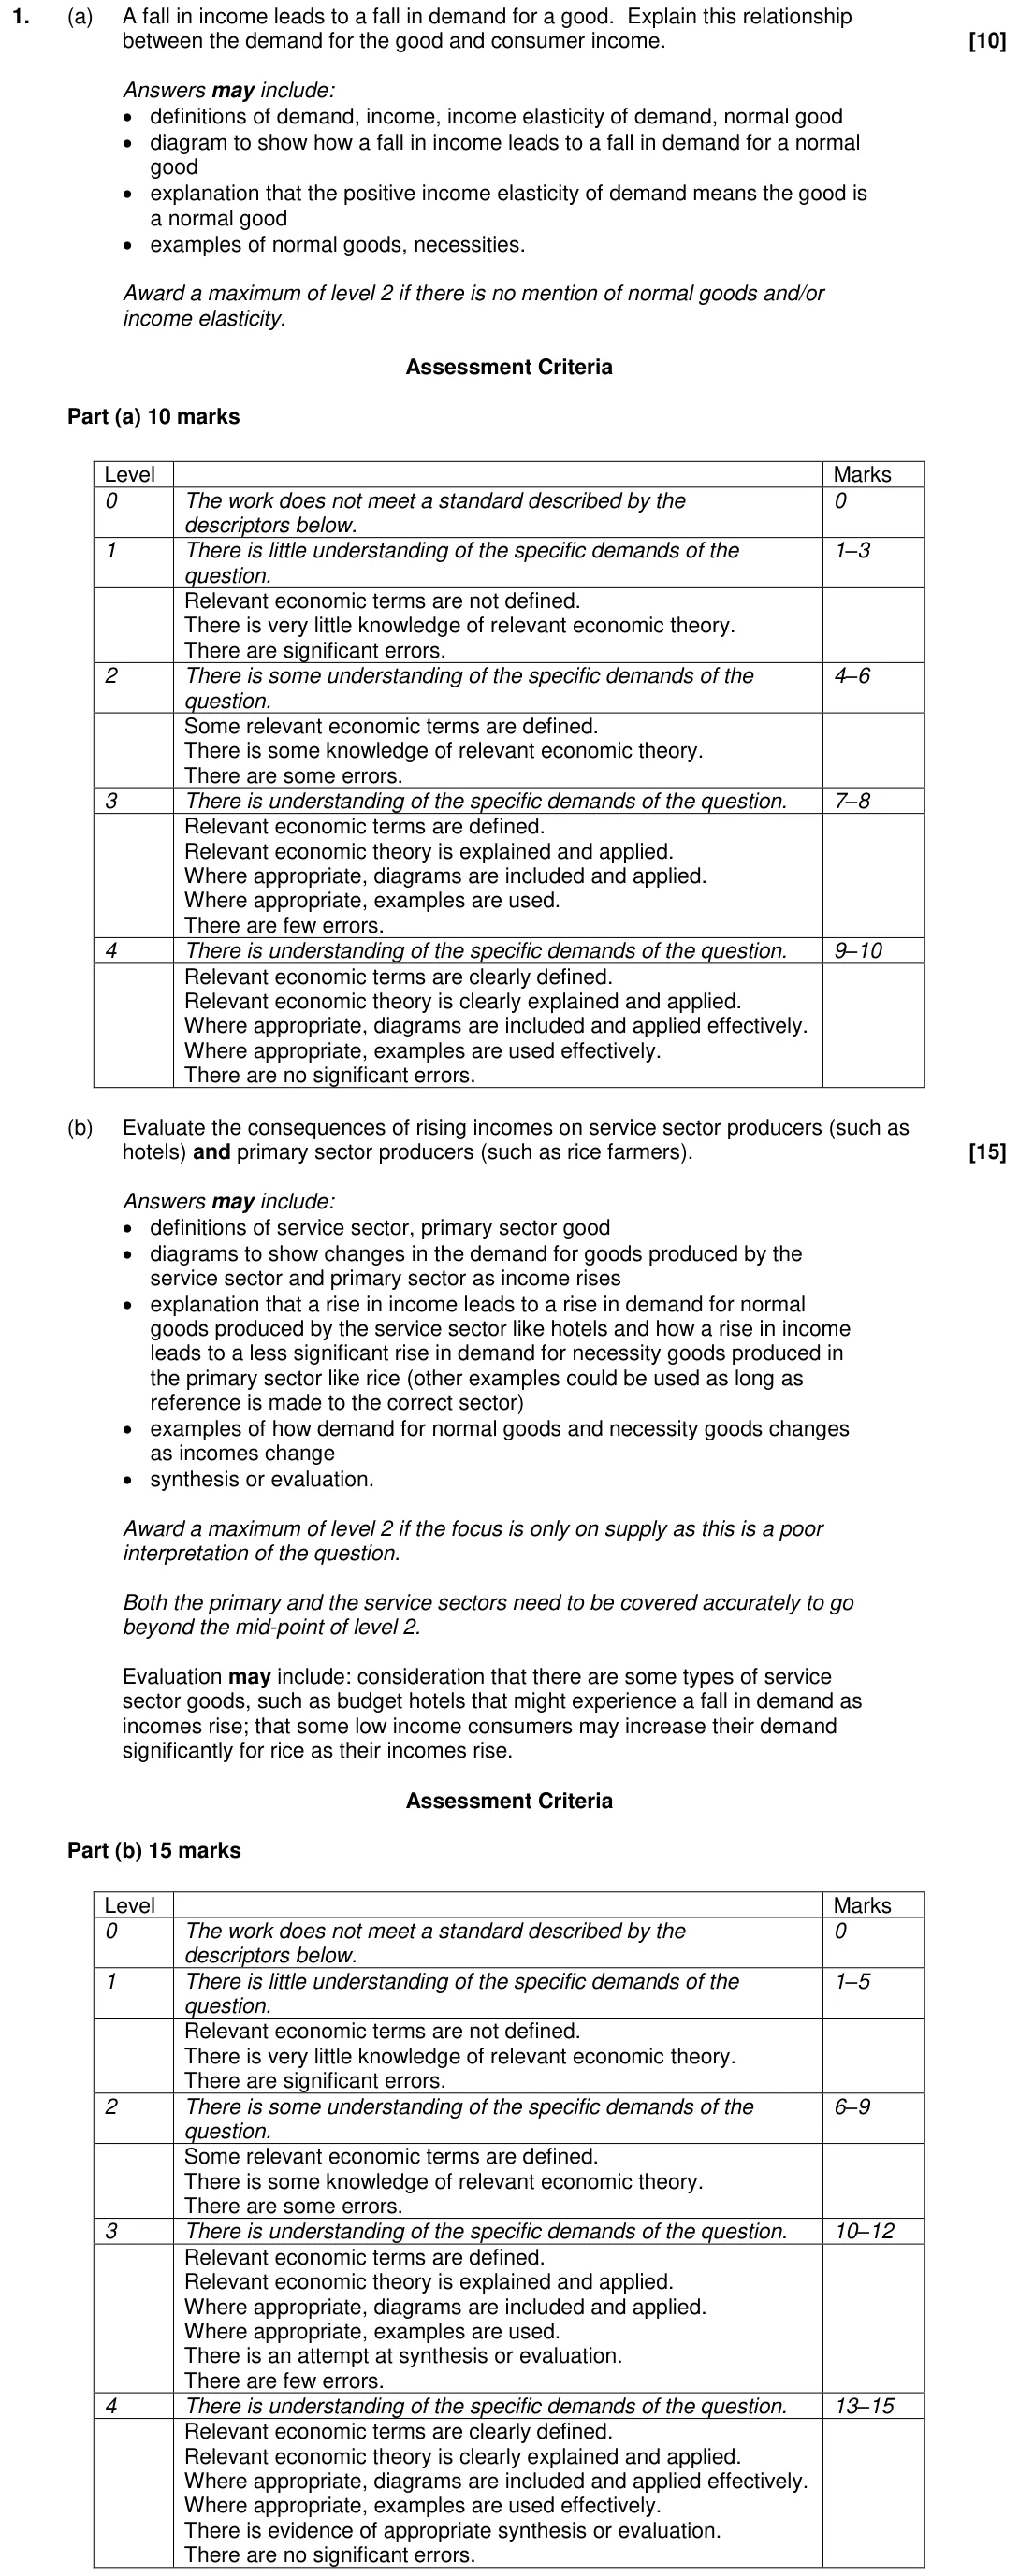 1. (a) A fall in income leads to a fall in demand for a good. Explain this relationship
between the demand for the good and consumer income. [10]
Answers may include:
• definitions of demand, income, income elasticity of demand, normal good
• diagram to show how a fall in income leads to a fall in demand for a normal
good
• explanation that the positive income elasticity of demand means the good is
a normal good
• examples of normal goods, necessities.
Award a maximum of level 2 if there is no mention of normal goods and/or
income elasticity.
Assessment Criteria
Part (a) 10 marks
Level Marks
0 The work does not meet a standard described by the 0
descriptors below.
1 There is little understanding of the specific demands of the 1–3
question.
Relevant economic terms are not defined.
There is very little knowledge of relevant economic theory.
There are significant errors.
2 There is some understanding of the specific demands of the 4–6
question.
Some relevant economic terms are defined.
There is some knowledge of relevant economic theory.
There are some errors.
3 There is understanding of the specific demands of the question. 7–8
Relevant economic terms are defined.
Relevant economic theory is explained and applied.
Where appropriate, diagrams are included and applied.
Where appropriate, examples are used.
There are few errors.
4 There is understanding of the specific demands of the question. 9–10
Relevant economic terms are clearly defined.
Relevant economic theory is clearly explained and applied.
Where appropriate, diagrams are included and applied effectively.
Where appropriate, examples are used effectively.
There are no significant errors.
(b) Evaluate the consequences of rising incomes on service sector producers (such as
hotels) and primary sector producers (such as rice farmers). [15]
Answers may include:
• definitions of service sector, primary sector good
• diagrams to show changes in the demand for goods produced by the
service sector and primary sector as income rises
• explanation that a rise in income leads to a rise in demand for normal
goods produced by the service sector like hotels and how a rise in income
leads to a less significant rise in demand for necessity goods produced in
the primary sector like rice (other examples could be used as long as
reference is made to the correct sector)
• examples of how demand for normal goods and necessity goods changes
as incomes change
• synthesis or evaluation.
Award a maximum of level 2 if the focus is only on supply as this is a poor
interpretation of the question.
Both the primary and the service sectors need to be covered accurately to go
beyond the mid-point of level 2.
Evaluation may include: consideration that there are some types of service
sector goods, such as budget hotels that might experience a fall in demand as
incomes rise; that some low income consumers may increase their demand
significantly for rice as their incomes rise.
Assessment Criteria
Part (b) 15 marks
Level Marks
0 The work does not meet a standard described by the 0
descriptors below.
1 There is little understanding of the specific demands of the 1–5
question.
Relevant economic terms are not defined.
There is very little knowledge of relevant economic theory.
There are significant errors.
2 There is some understanding of the specific demands of the 6–9
question.
Some relevant economic terms are defined.
There is some knowledge of relevant economic theory.
There are some errors.
3 There is understanding of the specific demands of the question. 10–12
Relevant economic terms are defined.
Relevant economic theory is explained and applied.
Where appropriate, diagrams are included and applied.
Where appropriate, examples are used.
There is an attempt at synthesis or evaluation.
There are few errors.
4 There is understanding of the specific demands of the question. 13–15
Relevant economic terms are clearly defined.
Relevant economic theory is clearly explained and applied.
Where appropriate, diagrams are included and applied effectively.
Where appropriate, examples are used effectively.
There is evidence of appropriate synthesis or evaluation.
There are no significant errors.